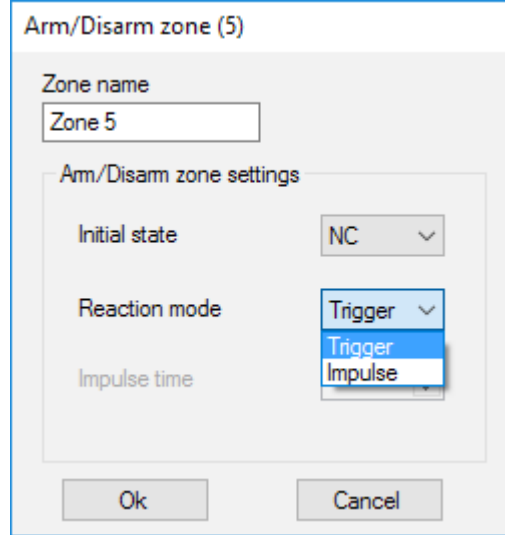 Arm/Disarm zone (5)
Zone name
Zone 5
Arm/Disarm zone settings
Initial state NC
Reaction mode Trigger
Trigger
Impulse
Impulse time
Ok Cancel